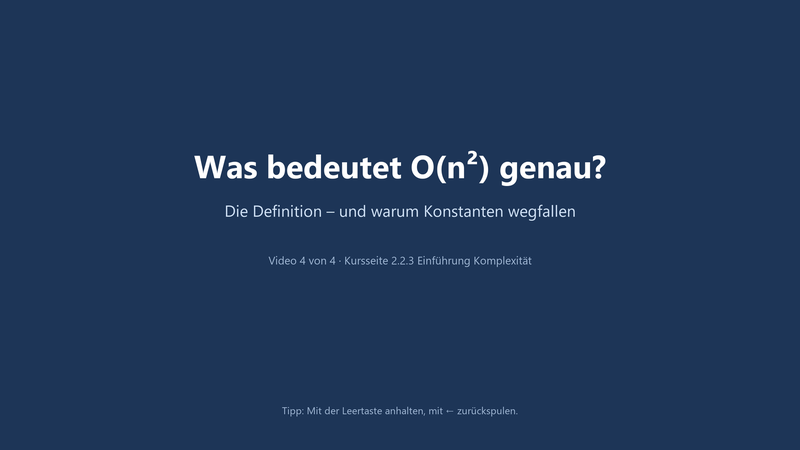 Was bedeutet O(n²) genau?
Die Definition – und warum Konstanten wegfallen
Video 4 von 4 · Kursseite 2.2.3 Einführung Komplexität
Tipp: Mit der Leertaste anhalten, mit ← zurückspulen.